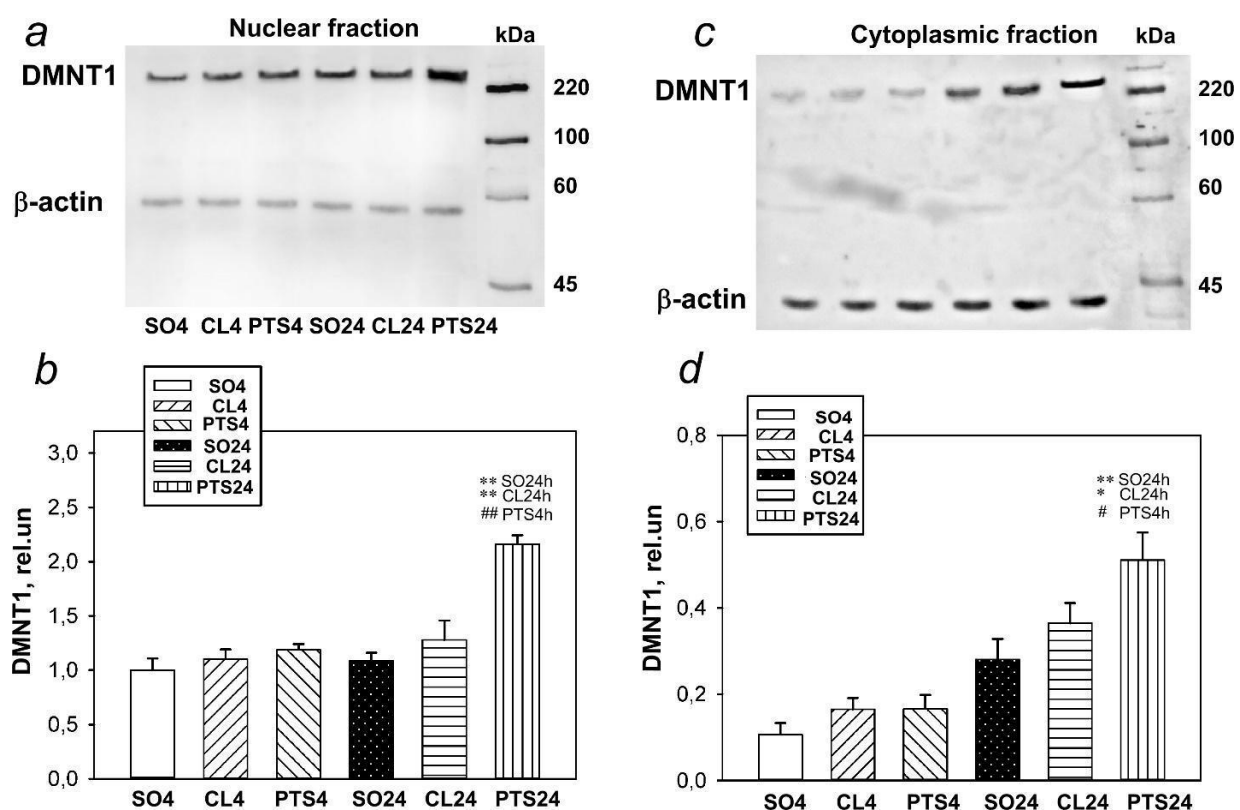 a
Nuclear fraction
kDa
DMNT1
220
100
60
β-actin
45
SO4 CL4 PTS4 SO24 CL24 PTS24
c
Cytoplasmic fraction
kDa
DMNT1
220
100
60
45
β-actin
b
SO4
CL4
PTS4
SO24
CL24
PTS24
3,0
2,5
2,0
1,5
1,0
0,5
0,0
DMNT1, rel.un
** SO24h
** CL24h
## PTS4h
SO4 CL4 PTS4 SO24 CL24 PTS24
d
SO4
CL4
PTS4
SO24
CL24
PTS24
0,8
0,6
0,4
0,2
0,0
DMNT1, rel.un
** SO24h
* CL24h
# PTS4h
SO4 CL4 PTS4 SO24 CL24 PTS24